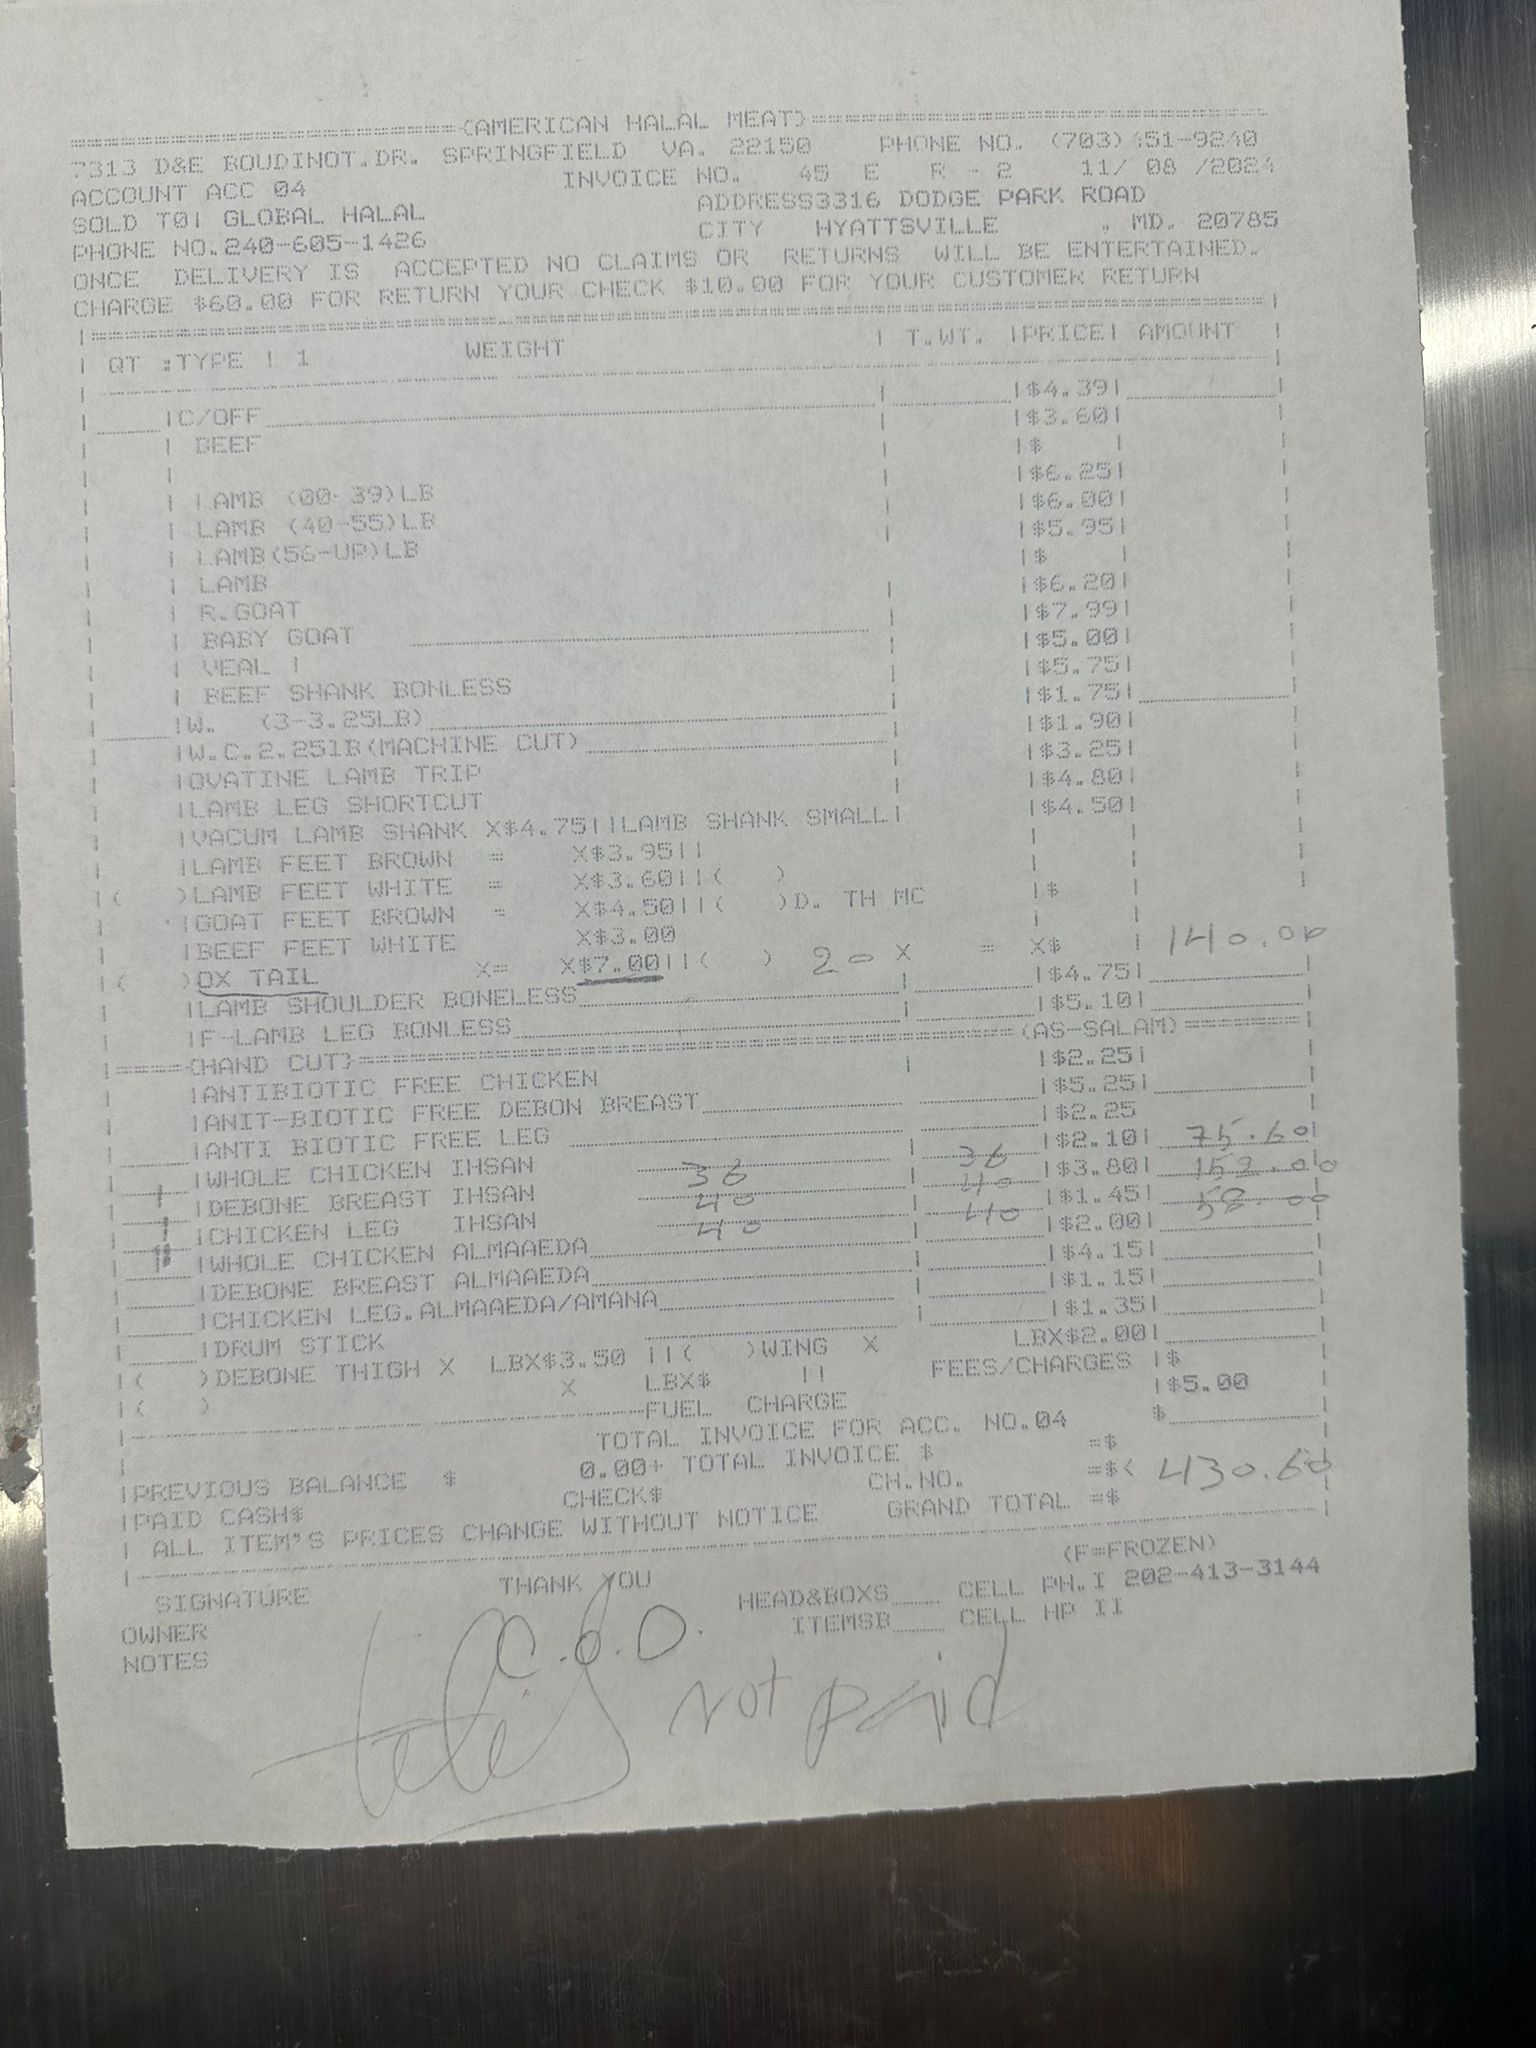 =================={AMERICAN HALAL MEAT}==================
7313 D&E BOUDINOT.DR. SPRINGFIELD VA. 22150 PHONE NO. (703)451-9240
ACCOUNT ACC 04 INVOICE NO. 45 E R - 2 11/ 08 /2024
SOLD TO| GLOBAL HALAL ADDRESS3316 DODGE PARK ROAD
PHONE NO.240-605-1426 CITY HYATTSVILLE . MD. 20785
ONCE DELIVERY IS ACCEPTED NO CLAIMS OR RETURNS WILL BE ENTERTAINED.
CHARGE $60.00 FOR RETURN YOUR CHECK $10.00 FOR YOUR CUSTOMER RETURN
| QT :TYPE | 1 WEIGHT | T.WT. |PRICE| AMOUNT |
|C/OFF |$4.39|
| BEEF |$3.60|
| |$ |
| LAMB (00-39)LB |$6.25|
| LAMB (40-55)LB |$6.00|
| LAMB(56-UP)LB |$5.95|
| LAMB |$ |
| R.GOAT |$6.20|
| BABY GOAT |$7.99|
| VEAL | |$5.00|
| BEEF SHANK BONLESS |$5.75|
|W. (3-3.25LB) |$1.75|
|W.C.2.25lB(MACHINE CUT) |$1.90|
|OVATINE LAMB TRIP |$3.25|
|LAMB LEG SHORTCUT |$4.80|
|VACUM LAMB SHANK X$4.75||LAMB SHANK SMALL| |$4.50|
|LAMB FEET BROWN = X$3.95||
|( )LAMB FEET WHITE = X$3.60||( )
|GOAT FEET BROWN = X$4.50||( )D. TH MC |$
|BEEF FEET WHITE X$3.00
|( )OX TAIL X= X$7.00||( ) 20 X = X$ | 140.00
|LAMB SHOULDER BONELESS |$4.75|
|F-LAMB LEG BONLESS |$5.10|
|====={HAND CUT}==================(AS-SALAM)=======
|ANTIBIOTIC FREE CHICKEN |$2.25|
|ANIT-BIOTIC FREE DEBON BREAST |$5.25|
|ANTI BIOTIC FREE LEG |$2.25
|WHOLE CHICKEN IHSAN 36 36 |$2.10| 75.60
|DEBONE BREAST IHSAN 40 40 |$3.80| 152.00
|CHICKEN LEG IHSAN 40 40 |$1.45| 58.00
|WHOLE CHICKEN ALMAAEDA |$2.00|
|DEBONE BREAST ALMAAEDA |$4.15|
|CHICKEN LEG.ALMAAEDA/AMANA |$1.15|
|DRUM STICK |$1.35|
|( )DEBONE THIGH X LBX$3.50 ||( )WING X LBX$2.00|
|( ) X LBX$ || FEES/CHARGES |$
FUEL CHARGE |$5.00
TOTAL INVOICE FOR ACC. NO.04 $
|PREVIOUS BALANCE $ 0.00+ TOTAL INVOICE $ =$
|PAID CASH$ CHECK$ CH.NO. =$< 430.60
| ALL ITEM'S PRICES CHANGE WITHOUT NOTICE GRAND TOTAL =$
(F=FROZEN)
SIGNATURE THANK YOU HEAD&BOXS____ CELL PH.I 202-413-3144
OWNER ITEMSB____ CELL HP II
NOTES C.O.D.
not paid